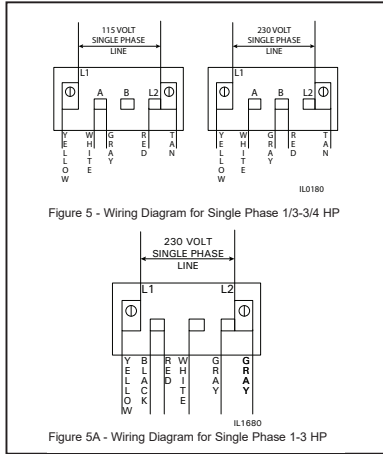 115 VOLT
SINGLE PHASE
LINE
L1
A B L2
YELLOW WHITE GRAY RED TAN
230 VOLT
SINGLE PHASE
LINE
L1
A B L2
YELLOW WHITE GRAY RED TAN
IL0180
Figure 5 - Wiring Diagram for Single Phase 1/3-3/4 HP
230 VOLT
SINGLE PHASE
LINE
L1 L2
YELLOW BLACK RED WHITE GRAY GRAY
IL1680
Figure 5A - Wiring Diagram for Single Phase 1-3 HP